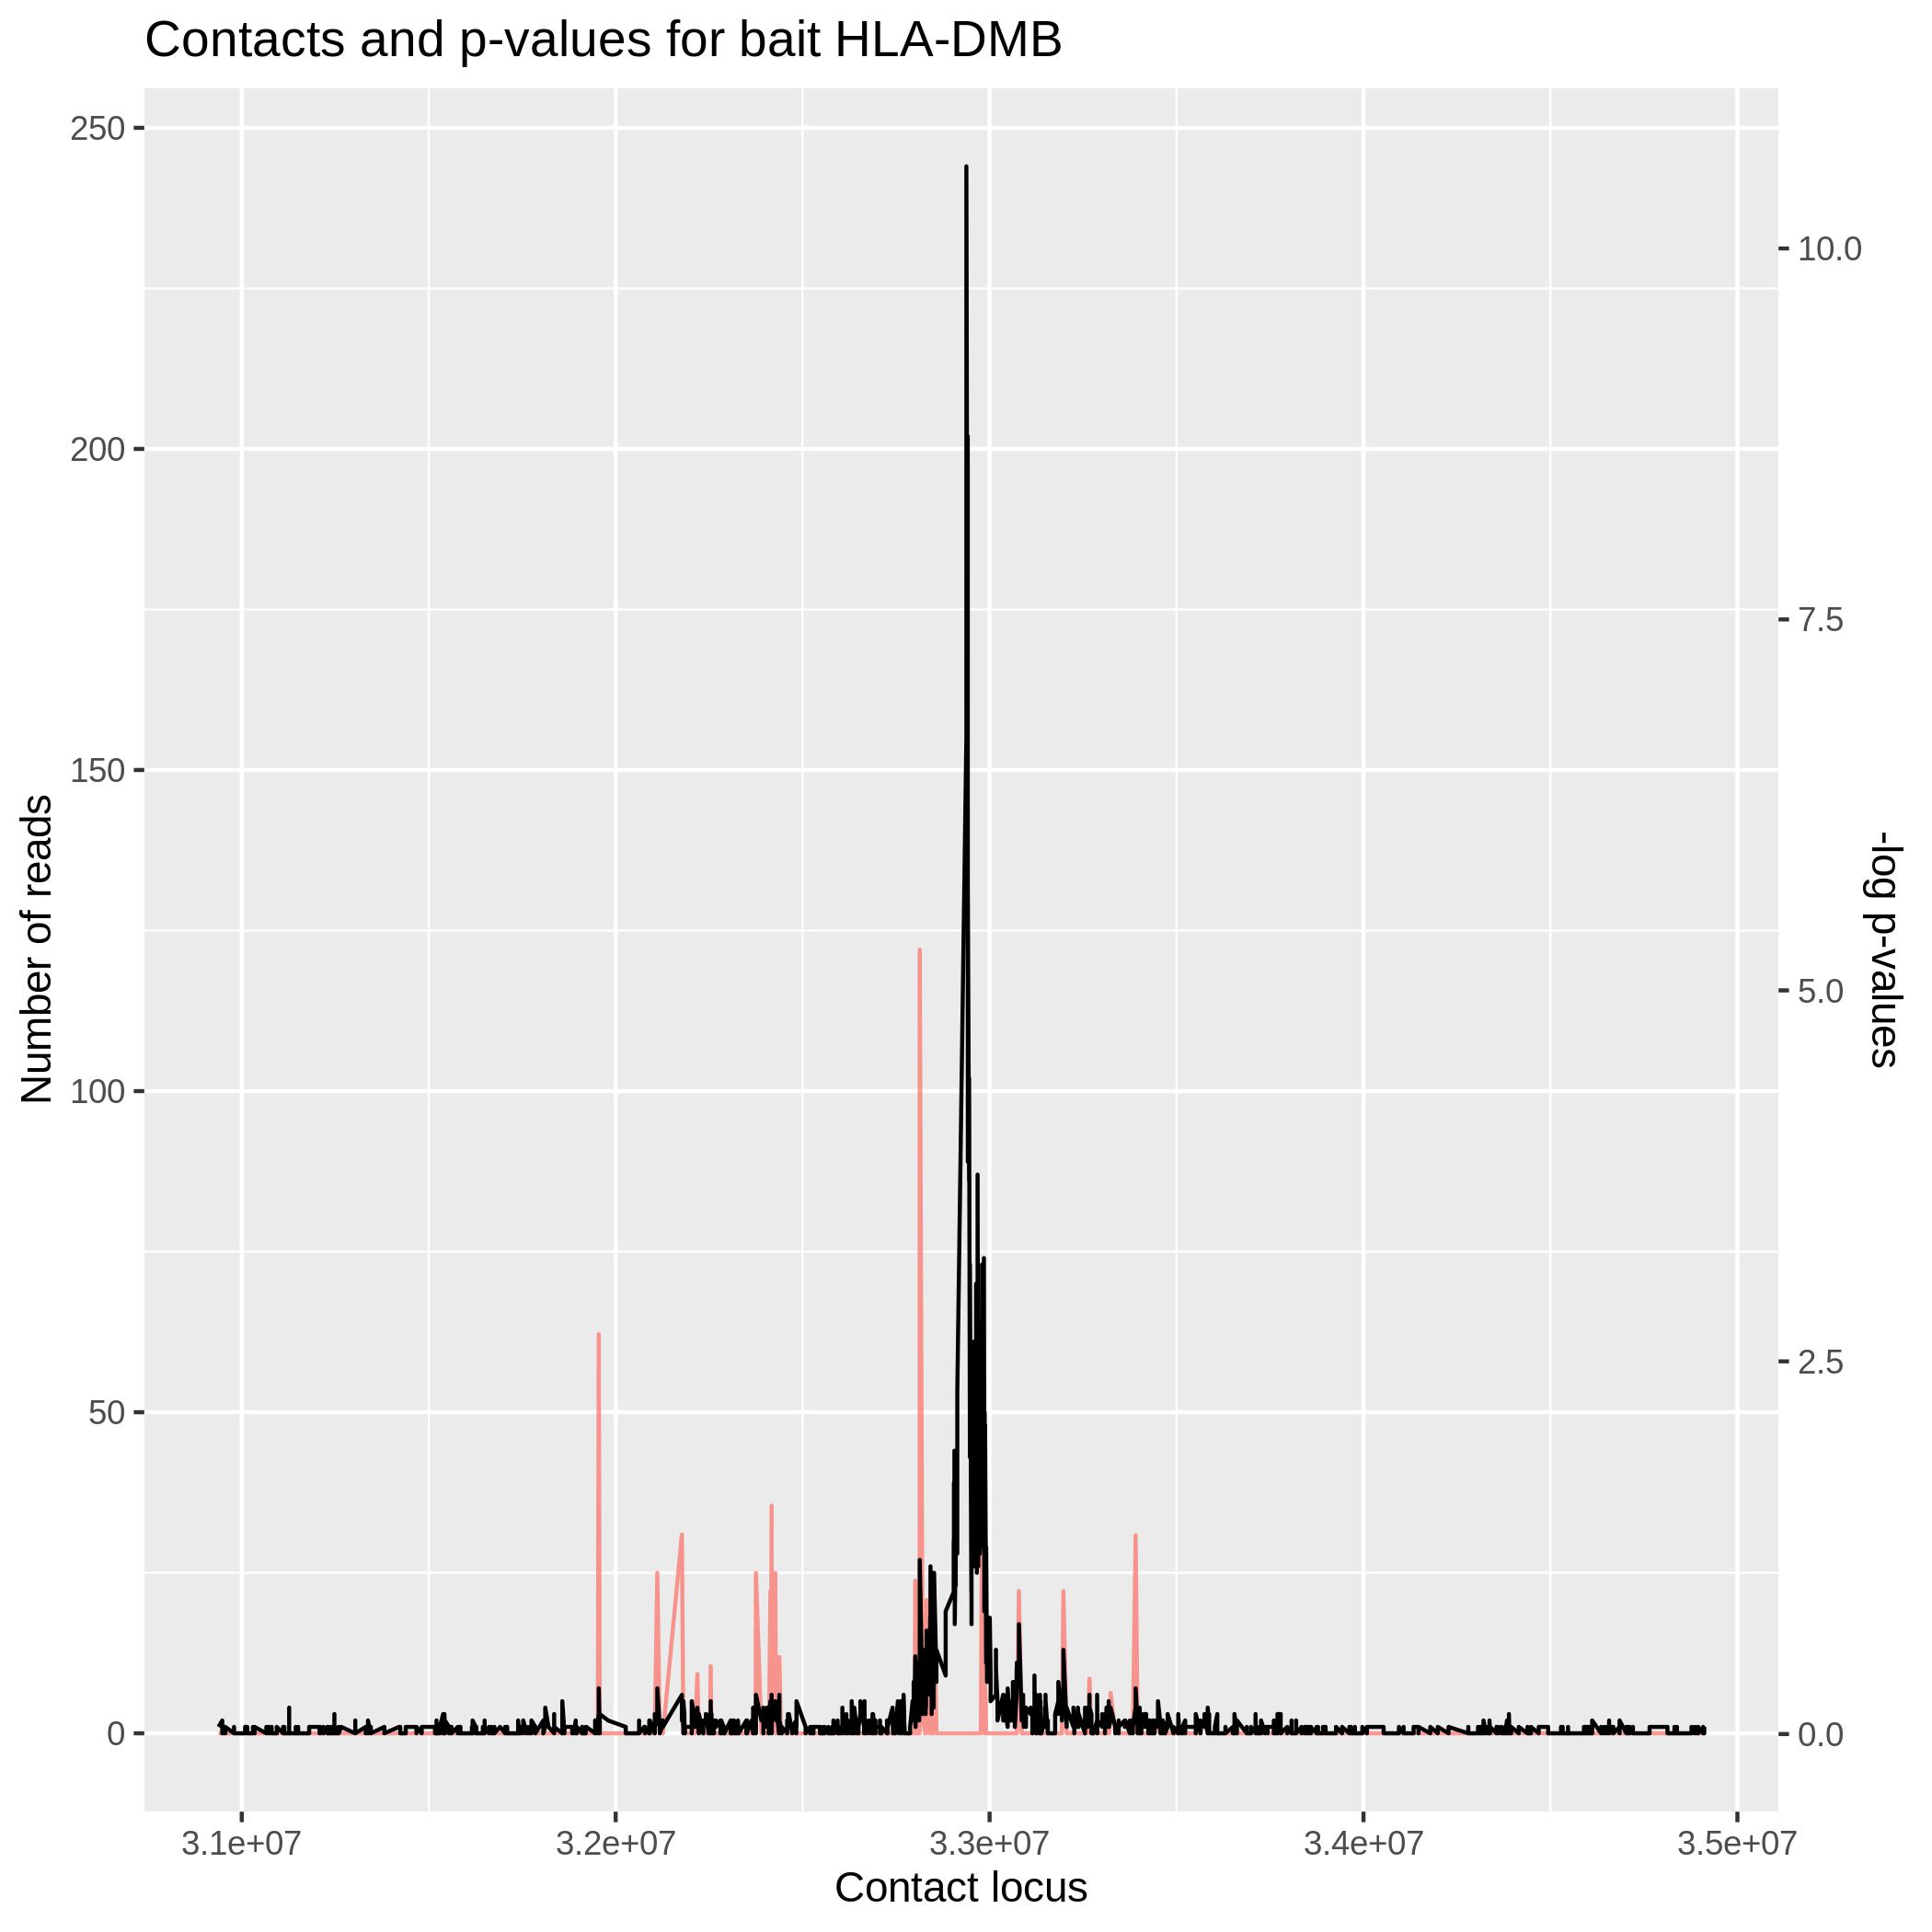 Contacts and p-values for bait HLA-DMB
250
200
150
100
50
0
Number of reads
10.0
7.5
5.0
2.5
0.0
-log p-values
3.1e+07
3.2e+07
3.3e+07
3.4e+07
3.5e+07
Contact locus